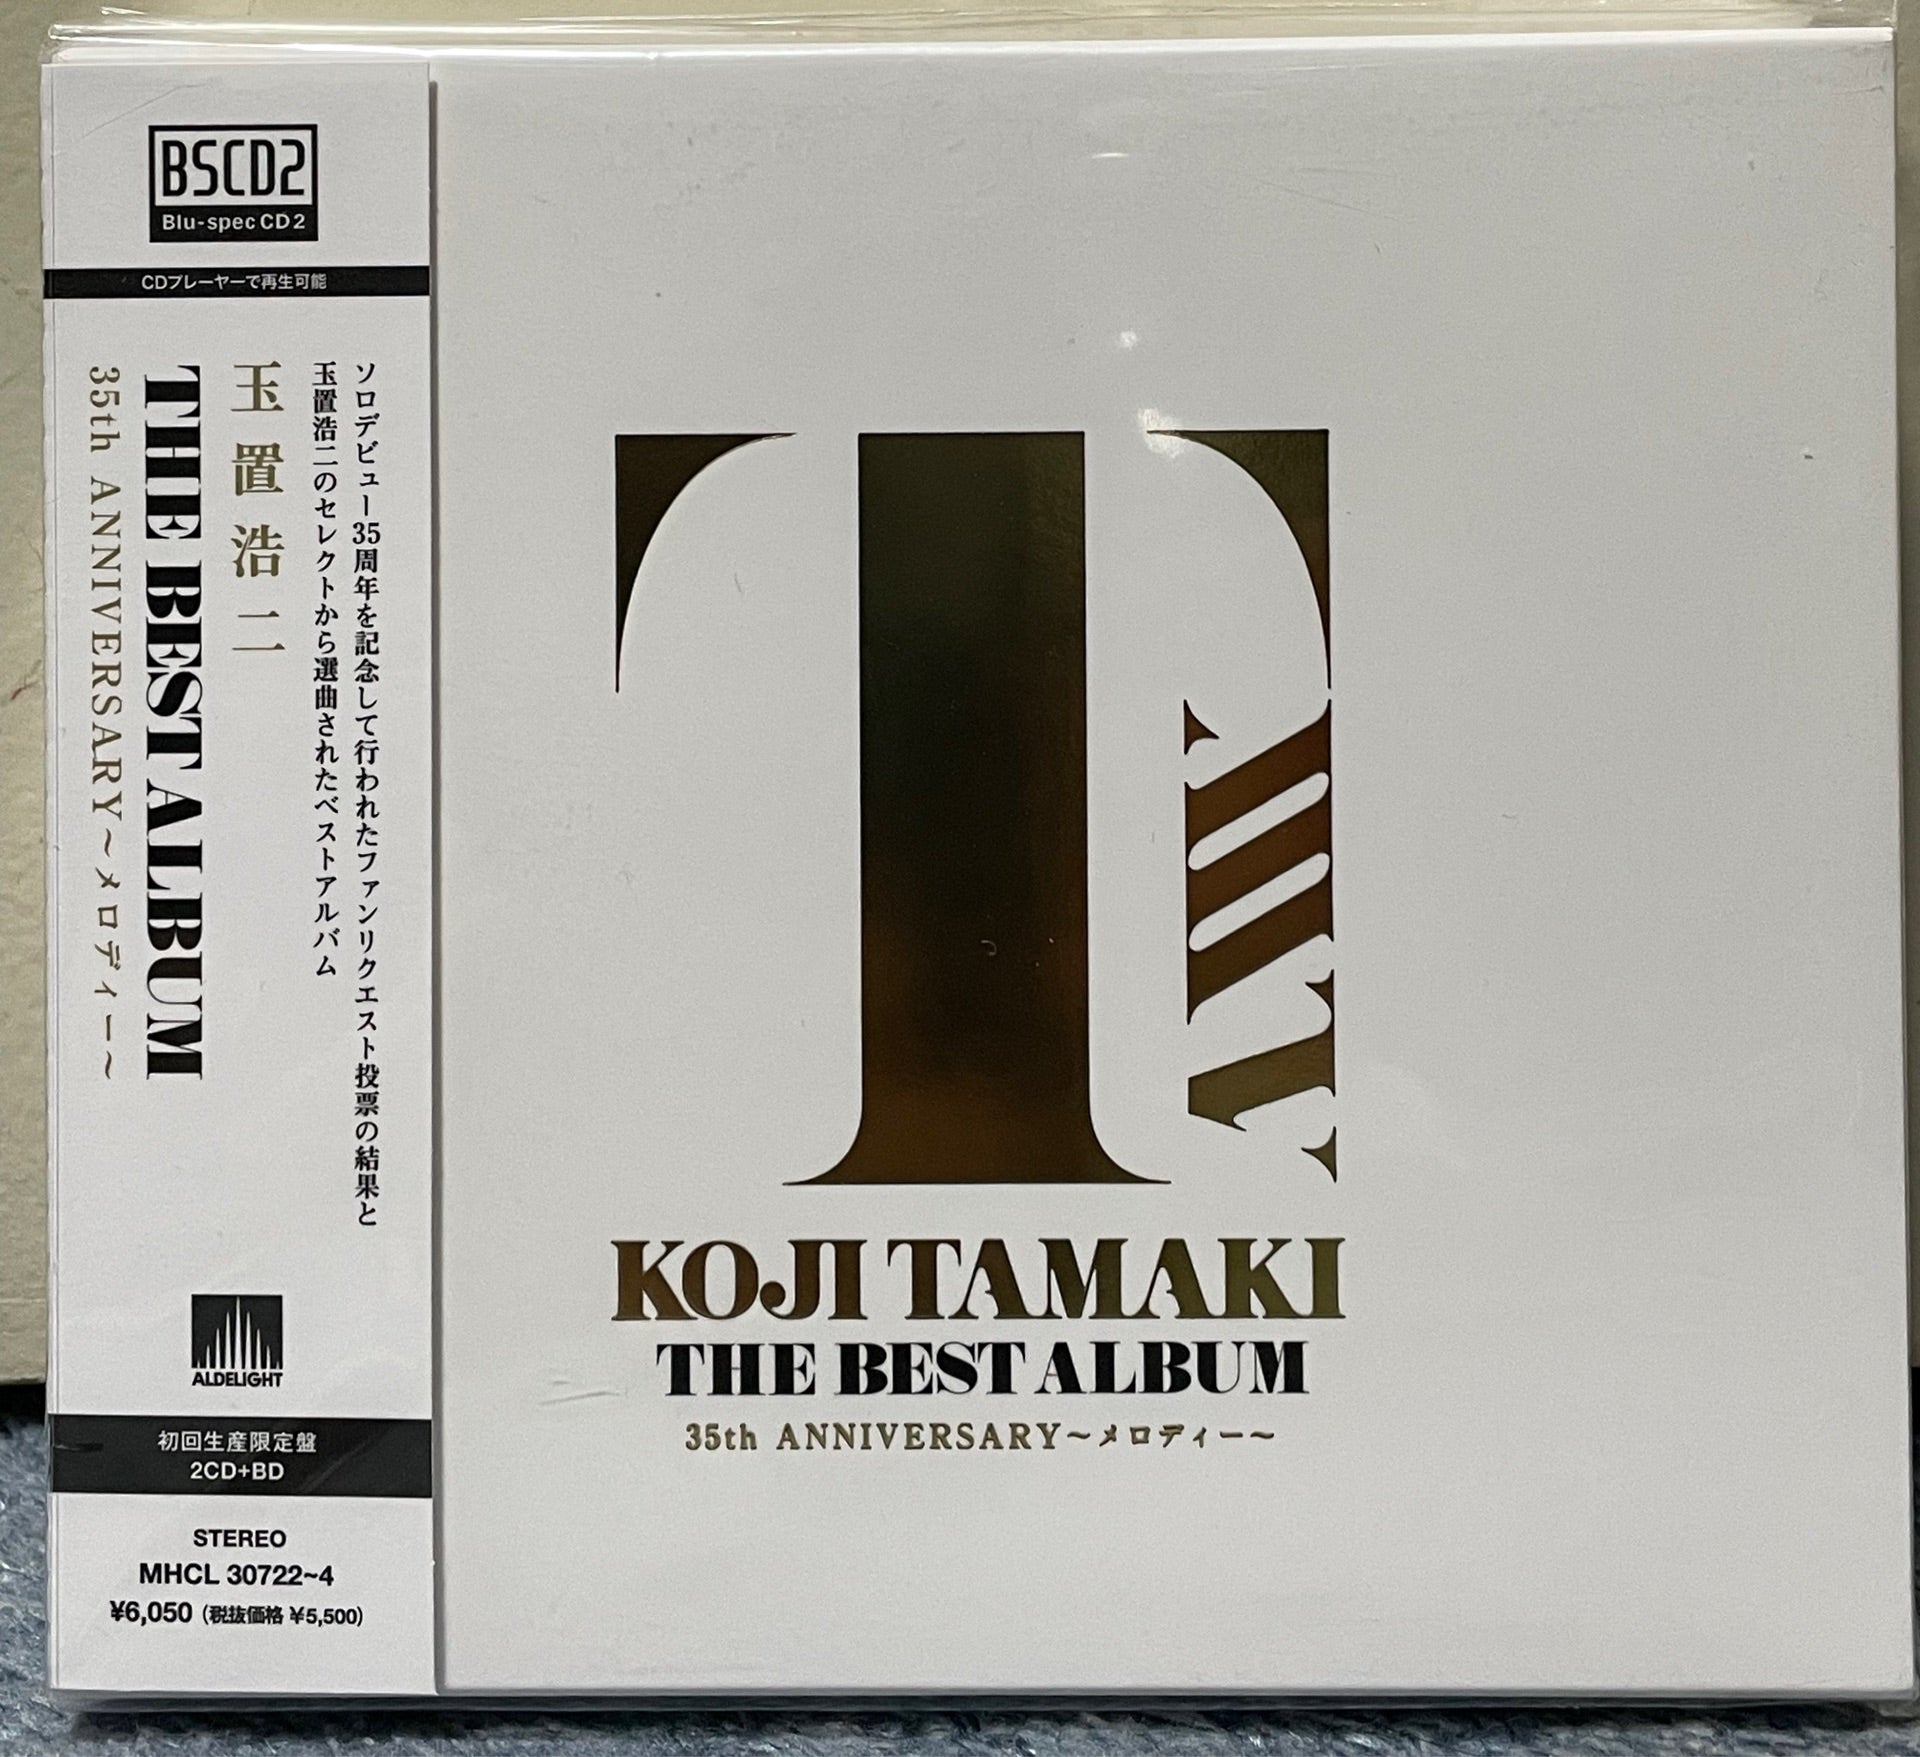 BSCD2
Blu-spec CD2
CDプレーヤーで再生可能
ソロデビュー35周年を記念して行われたファンリクエスト投票の結果と
玉置浩二のセレクトから選曲されたベストアルバム
玉置浩二
THE BEST ALBUM
35th ANNIVERSARY～メロディー～
ALDELIGHT
初回生産限定盤
2CD+BD
STEREO
MHCL 30722~4
¥6,050 (税抜価格 ¥5,500)
KOJI TAMAKI
THE BEST ALBUM
35th ANNIVERSARY～メロディー～